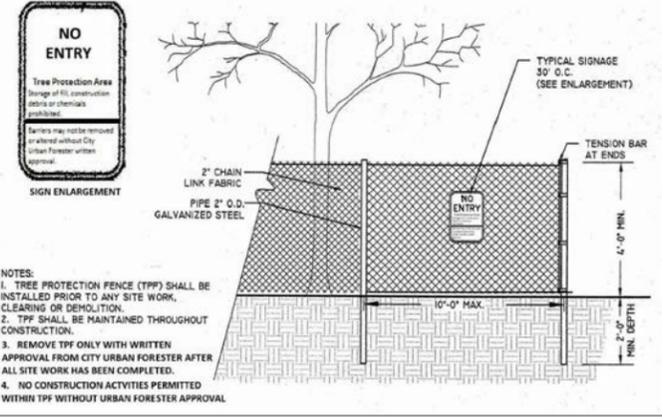 NO
ENTRY
Tree Protection Area
Storage of fill, construction
debris or chemicals
prohibited.
Barriers may not be removed
or altered without City
Urban Forester written
approval.
SIGN ENLARGEMENT
TYPICAL SIGNAGE
30' O.C.
(SEE ENLARGEMENT)
TENSION BAR
AT ENDS
2" CHAIN
LINK FABRIC
PIPE 2" O.D.
GALVANIZED STEEL
NO
ENTRY
4'-0" MIN.
10'-0" MAX.
2'-0"
MIN. DEPTH
NOTES:
1. TREE PROTECTION FENCE (TPF) SHALL BE
INSTALLED PRIOR TO ANY SITE WORK,
CLEARING OR DEMOLITION.
2. TPF SHALL BE MAINTAINED THROUGHOUT
CONSTRUCTION.
3. REMOVE TPF ONLY WITH WRITTEN
APPROVAL FROM CITY URBAN FORESTER AFTER
ALL SITE WORK HAS BEEN COMPLETED.
4. NO CONSTRUCTION ACTVITIES PERMITTED
WITHIN TPF WITHOUT URBAN FORESTER APPROVAL